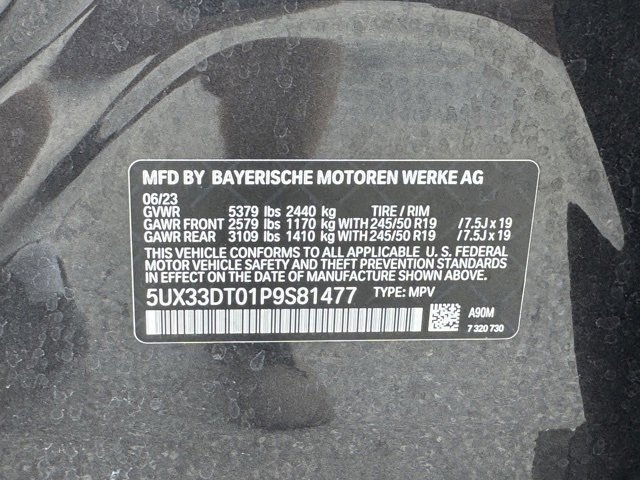 MFD BY BAYERISCHE MOTOREN WERKE AG
06/23
GVWR 5379 lbs 2440 kg TIRE / RIM
GAWR FRONT 2579 lbs 1170 kg WITH 245/50 R19 /7.5J x 19
GAWR REAR 3109 lbs 1410 kg WITH 245/50 R19 /7.5J x 19
THIS VEHICLE CONFORMS TO ALL APPLICABLE U. S. FEDERAL
MOTOR VEHICLE SAFETY, BUMPER, AND THEFT PREVENTION STANDARDS
IN EFFECT ON THE DATE OF MANUFACTURE SHOWN ABOVE.
5UX33DT01P9S81477 TYPE: MPV
A90M
7 320 730